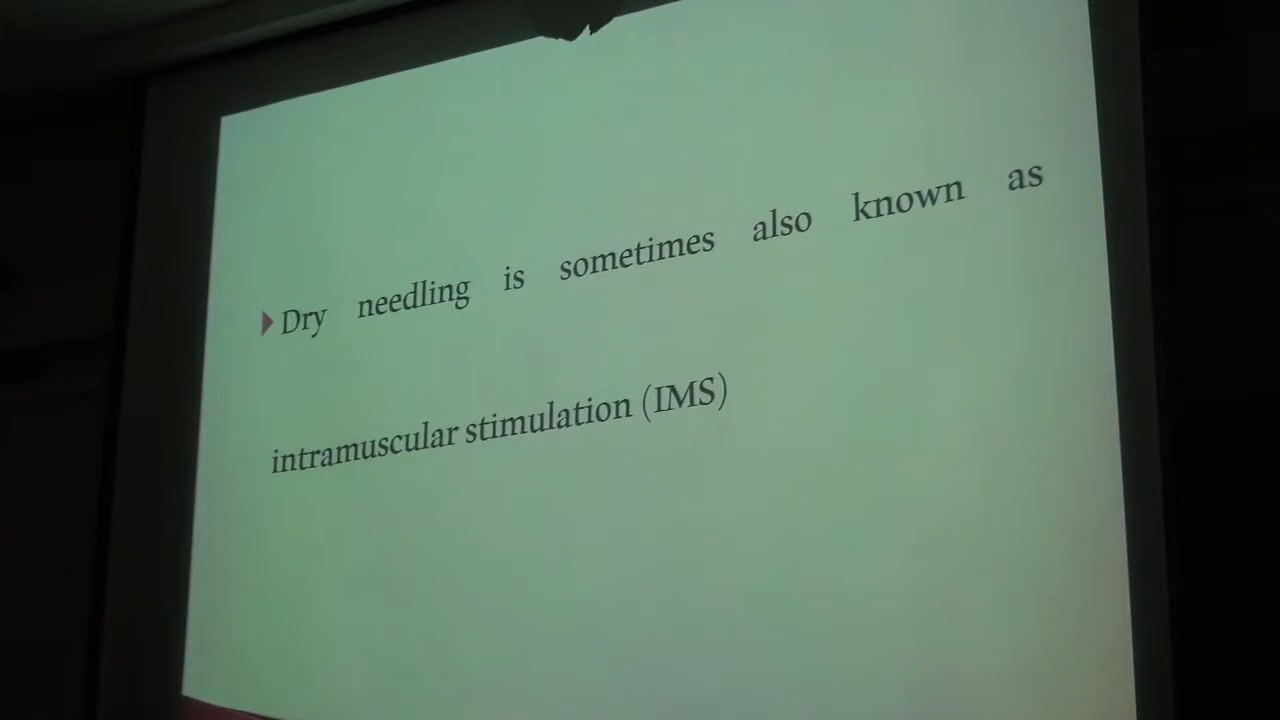 Dry needling is sometimes also known as
intramuscular stimulation (IMS)